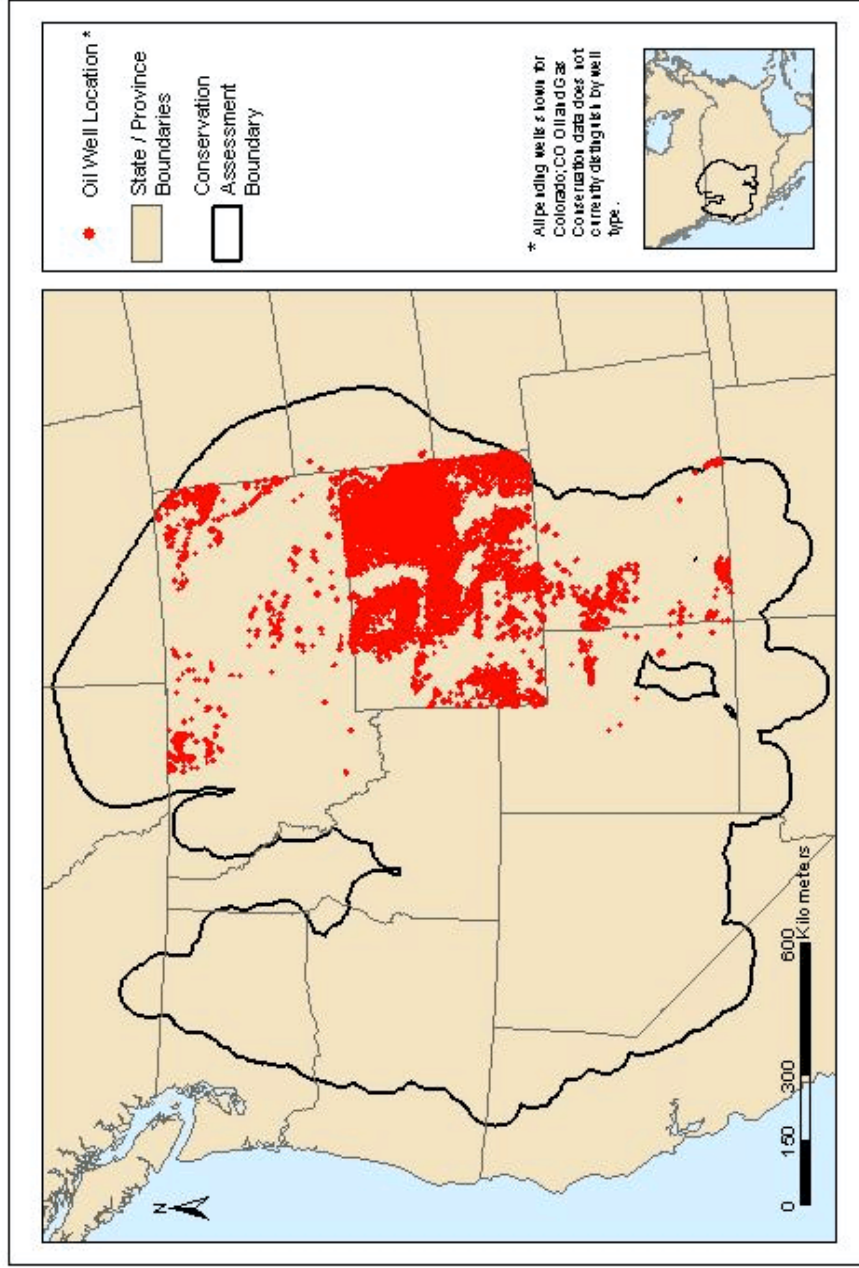 Oil Well Location *
State / Province
Boundaries
Conservation
Assessment
Boundary
* All pending wells shown for
Colorado; CO Oil and Gas
Conservation data does not
currently distinguish by well
type.
N
0 150 300 600
Kilometers